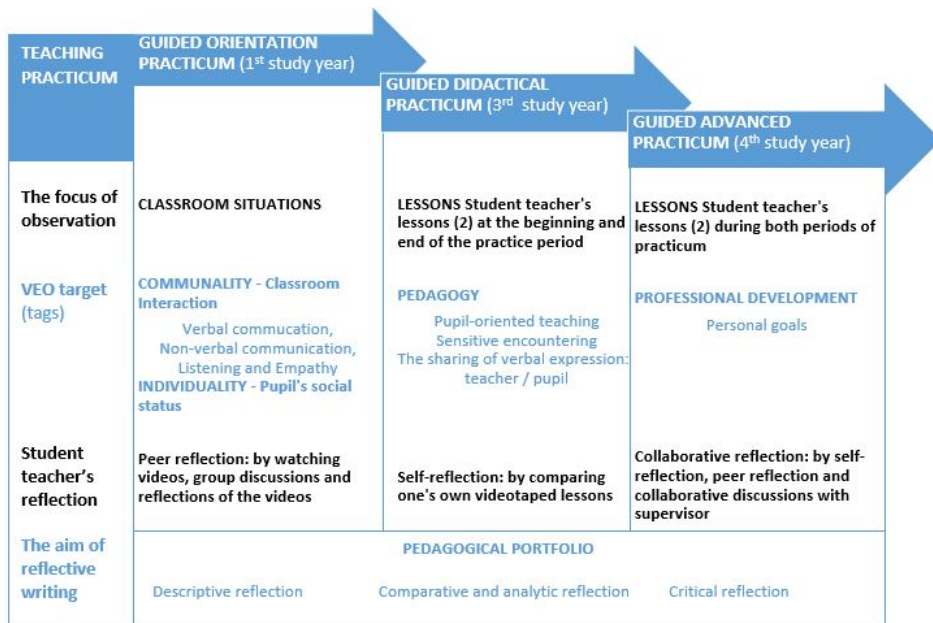 TEACHING
PRACTICUM
GUIDED ORIENTATION
PRACTICUM (1st study year)
GUIDED DIDACTICAL
PRACTICUM (3rd study year)
GUIDED ADVANCED
PRACTICUM (4th study year)
The focus of
observation
CLASSROOM SITUATIONS
LESSONS Student teacher's
lessons (2) at the beginning and
end of the practice period
LESSONS Student teacher's
lessons (2) during both periods of
practicum
VEO target
(tags)
COMMUNALITY - Classroom
Interaction
Verbal commucation,
Non-verbal communication,
Listening and Empathy
INDIVIDUALITY - Pupil's social
status
PEDAGOGY
Pupil-oriented teaching
Sensitive encountering
The sharing of verbal expression:
teacher / pupil
PROFESSIONAL DEVELOPMENT
Personal goals
Student
teacher's
reflection
Peer reflection: by watching
videos, group discussions and
reflections of the videos
Self-reflection: by comparing
one's own videotaped lessons
Collaborative reflection: by self-
reflection, peer reflection and
collaborative discussions with
supervisor
The aim of
reflective
writing
PEDAGOGICAL PORTFOLIO
Descriptive reflection
Comparative and analytic reflection
Critical reflection